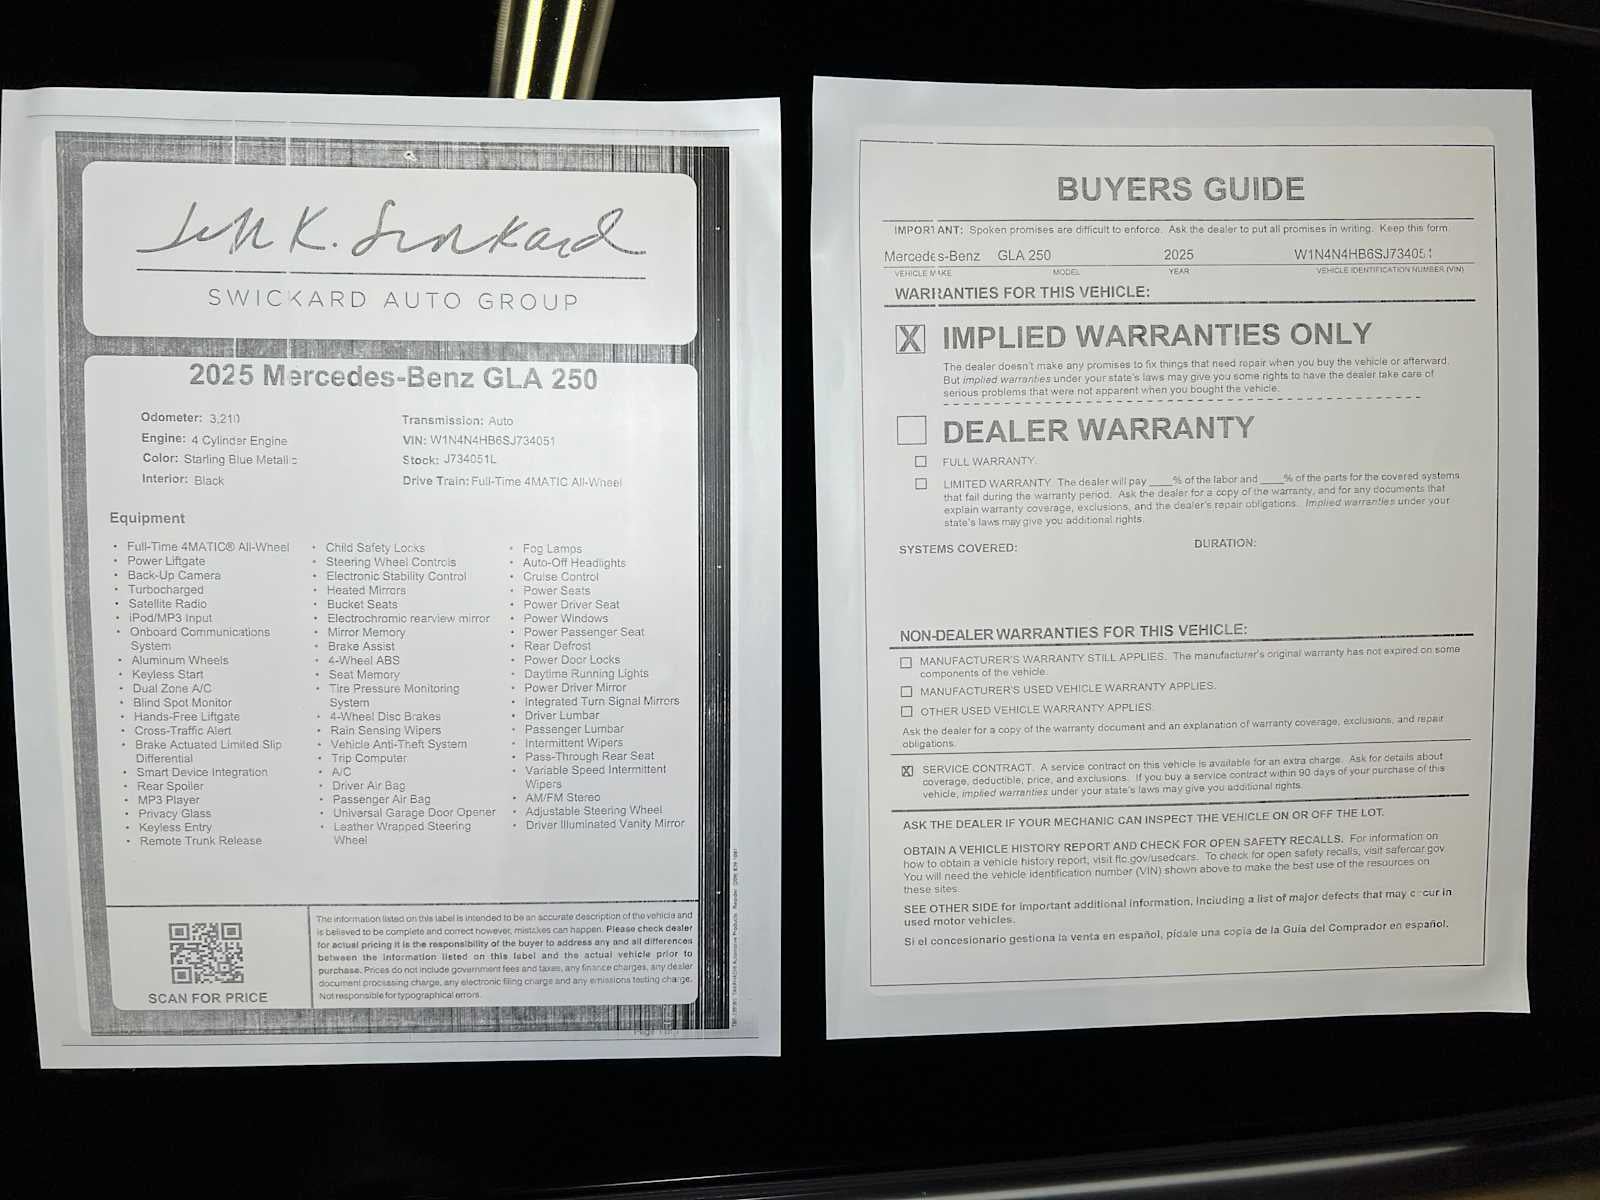 Jeff K. Swickard
SWICKARD AUTO GROUP
2025 Mercedes-Benz GLA 250
Odometer: 3,210
Engine: 4 Cylinder Engine
Color: Starling Blue Metallic
Interior: Black
Transmission: Auto
VIN: W1N4N4HB6SJ734051
Stock: J734051L
Drive Train: Full-Time 4MATIC All-Wheel
Equipment
• Full-Time 4MATIC® All-Wheel
• Power Liftgate
• Back-Up Camera
• Turbocharged
• Satellite Radio
• iPod/MP3 Input
• Onboard Communications
System
• Aluminum Wheels
• Keyless Start
• Dual Zone A/C
• Blind Spot Monitor
• Hands-Free Liftgate
• Cross-Traffic Alert
• Brake Actuated Limited Slip
Differential
• Smart Device Integration
• Rear Spoiler
• MP3 Player
• Privacy Glass
• Keyless Entry
• Remote Trunk Release
• Child Safety Locks
• Steering Wheel Controls
• Electronic Stability Control
• Heated Mirrors
• Bucket Seats
• Electrochromic rearview mirror
• Mirror Memory
• Brake Assist
• 4-Wheel ABS
• Seat Memory
• Tire Pressure Monitoring
System
• 4-Wheel Disc Brakes
• Rain Sensing Wipers
• Vehicle Anti-Theft System
• Trip Computer
• A/C
• Driver Air Bag
• Passenger Air Bag
• Universal Garage Door Opener
• Leather Wrapped Steering
Wheel
• Fog Lamps
• Auto-Off Headlights
• Cruise Control
• Power Seats
• Power Driver Seat
• Power Windows
• Power Passenger Seat
• Rear Defrost
• Power Door Locks
• Daytime Running Lights
• Power Driver Mirror
• Integrated Turn Signal Mirrors
• Driver Lumbar
• Passenger Lumbar
• Intermittent Wipers
• Pass-Through Rear Seat
• Variable Speed Intermittent
Wipers
• AM/FM Stereo
• Adjustable Steering Wheel
• Driver Illuminated Vanity Mirror
SCAN FOR PRICE
The information listed on this label is intended to be an accurate description of the vehicle and
is believed to be complete and correct however, mistakes can happen. Please check dealer
for actual pricing it is the responsibility of the buyer to address any and all differences
between the information listed on this label and the actual vehicle prior to
purchase. Prices do not include government fees and taxes, any finance charges, any dealer
document processing charge, any electronic filing charge and any emissions testing charge.
Not responsible for typographical errors.
BUYERS GUIDE
IMPORTANT: Spoken promises are difficult to enforce. Ask the dealer to put all promises in writing. Keep this form.
Mercedes-Benz GLA 250 2025 W1N4N4HB6SJ734051
VEHICLE MAKE MODEL YEAR VEHICLE IDENTIFICATION NUMBER (VIN)
WARRANTIES FOR THIS VEHICLE:
X IMPLIED WARRANTIES ONLY
The dealer doesn't make any promises to fix things that need repair when you buy the vehicle or afterward.
But implied warranties under your state's laws may give you some rights to have the dealer take care of
serious problems that were not apparent when you bought the vehicle.
DEALER WARRANTY
FULL WARRANTY.
LIMITED WARRANTY. The dealer will pay ____% of the labor and ____% of the parts for the covered systems
that fail during the warranty period. Ask the dealer for a copy of the warranty, and for any documents that
explain warranty coverage, exclusions, and the dealer's repair obligations. Implied warranties under your
state's laws may give you additional rights.
SYSTEMS COVERED: DURATION:
NON-DEALER WARRANTIES FOR THIS VEHICLE:
MANUFACTURER'S WARRANTY STILL APPLIES. The manufacturer's original warranty has not expired on some
components of the vehicle.
MANUFACTURER'S USED VEHICLE WARRANTY APPLIES.
OTHER USED VEHICLE WARRANTY APPLIES.
Ask the dealer for a copy of the warranty document and an explanation of warranty coverage, exclusions, and repair
obligations.
X SERVICE CONTRACT. A service contract on this vehicle is available for an extra charge. Ask for details about
coverage, deductible, price, and exclusions. If you buy a service contract within 90 days of your purchase of this
vehicle, implied warranties under your state's laws may give you additional rights.
ASK THE DEALER IF YOUR MECHANIC CAN INSPECT THE VEHICLE ON OR OFF THE LOT.
OBTAIN A VEHICLE HISTORY REPORT AND CHECK FOR OPEN SAFETY RECALLS. For information on
how to obtain a vehicle history report, visit ftc.gov/usedcars. To check for open safety recalls, visit safercar.gov
You will need the vehicle identification number (VIN) shown above to make the best use of the resources on
these sites.
SEE OTHER SIDE for important additional information, including a list of major defects that may occur in
used motor vehicles.
Si el concesionario gestiona la venta en español, pídale una copia de la Guía del Comprador en español.